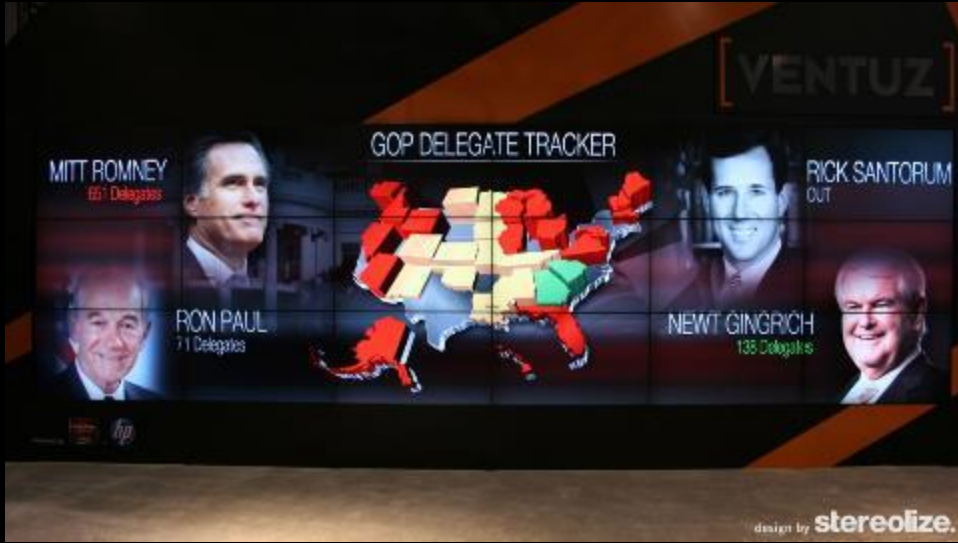 [VENTUZ]
GOP DELEGATE TRACKER
MITT ROMNEY
651 Delegates
RICK SANTORUM
OUT
RON PAUL
71 Delegates
NEWT GINGRICH
138 Delegates
hp
design by stereolize.